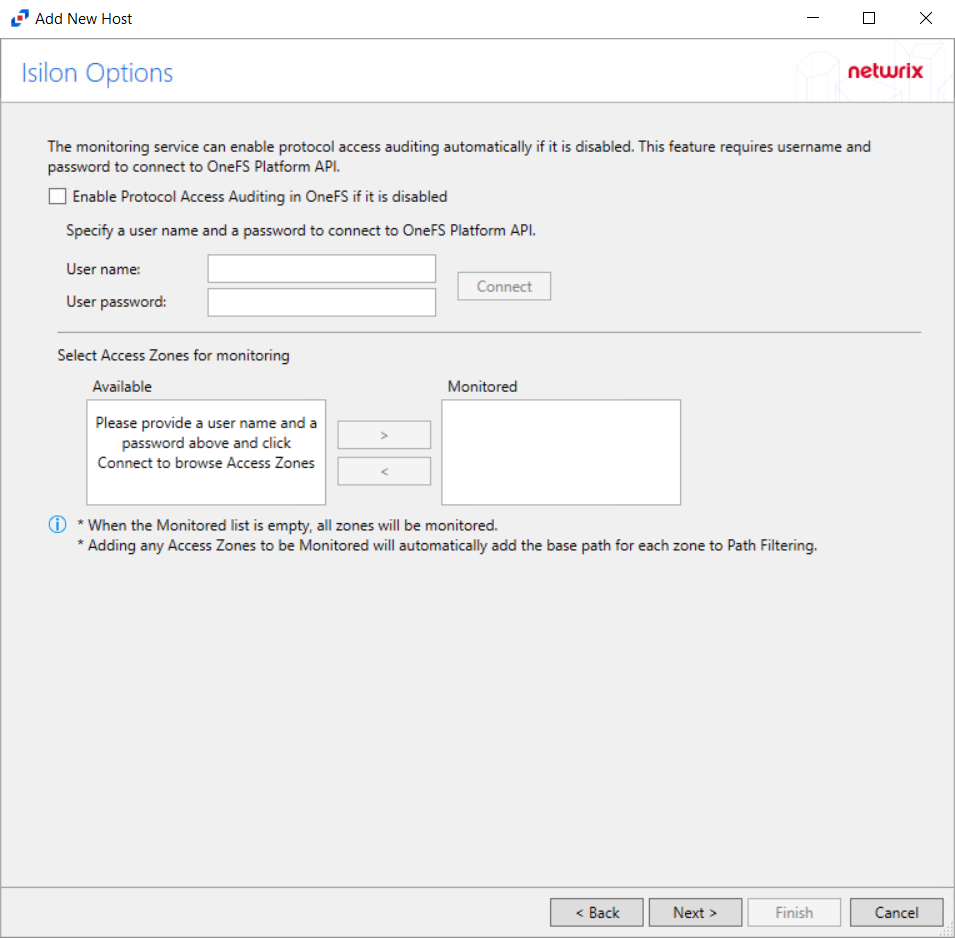 Add New Host
Isilon Options
netwrix
The monitoring service can enable protocol access auditing automatically if it is disabled. This feature requires username and
password to connect to OneFS Platform API.
Enable Protocol Access Auditing in OneFS if it is disabled
Specify a user name and a password to connect to OneFS Platform API.
User name:
Connect
User password:
Select Access Zones for monitoring
Available
Monitored
Please provide a user name and a
password above and click
Connect to browse Access Zones
>
<
* When the Monitored list is empty, all zones will be monitored.
* Adding any Access Zones to be Monitored will automatically add the base path for each zone to Path Filtering.
< Back
Next >
Finish
Cancel